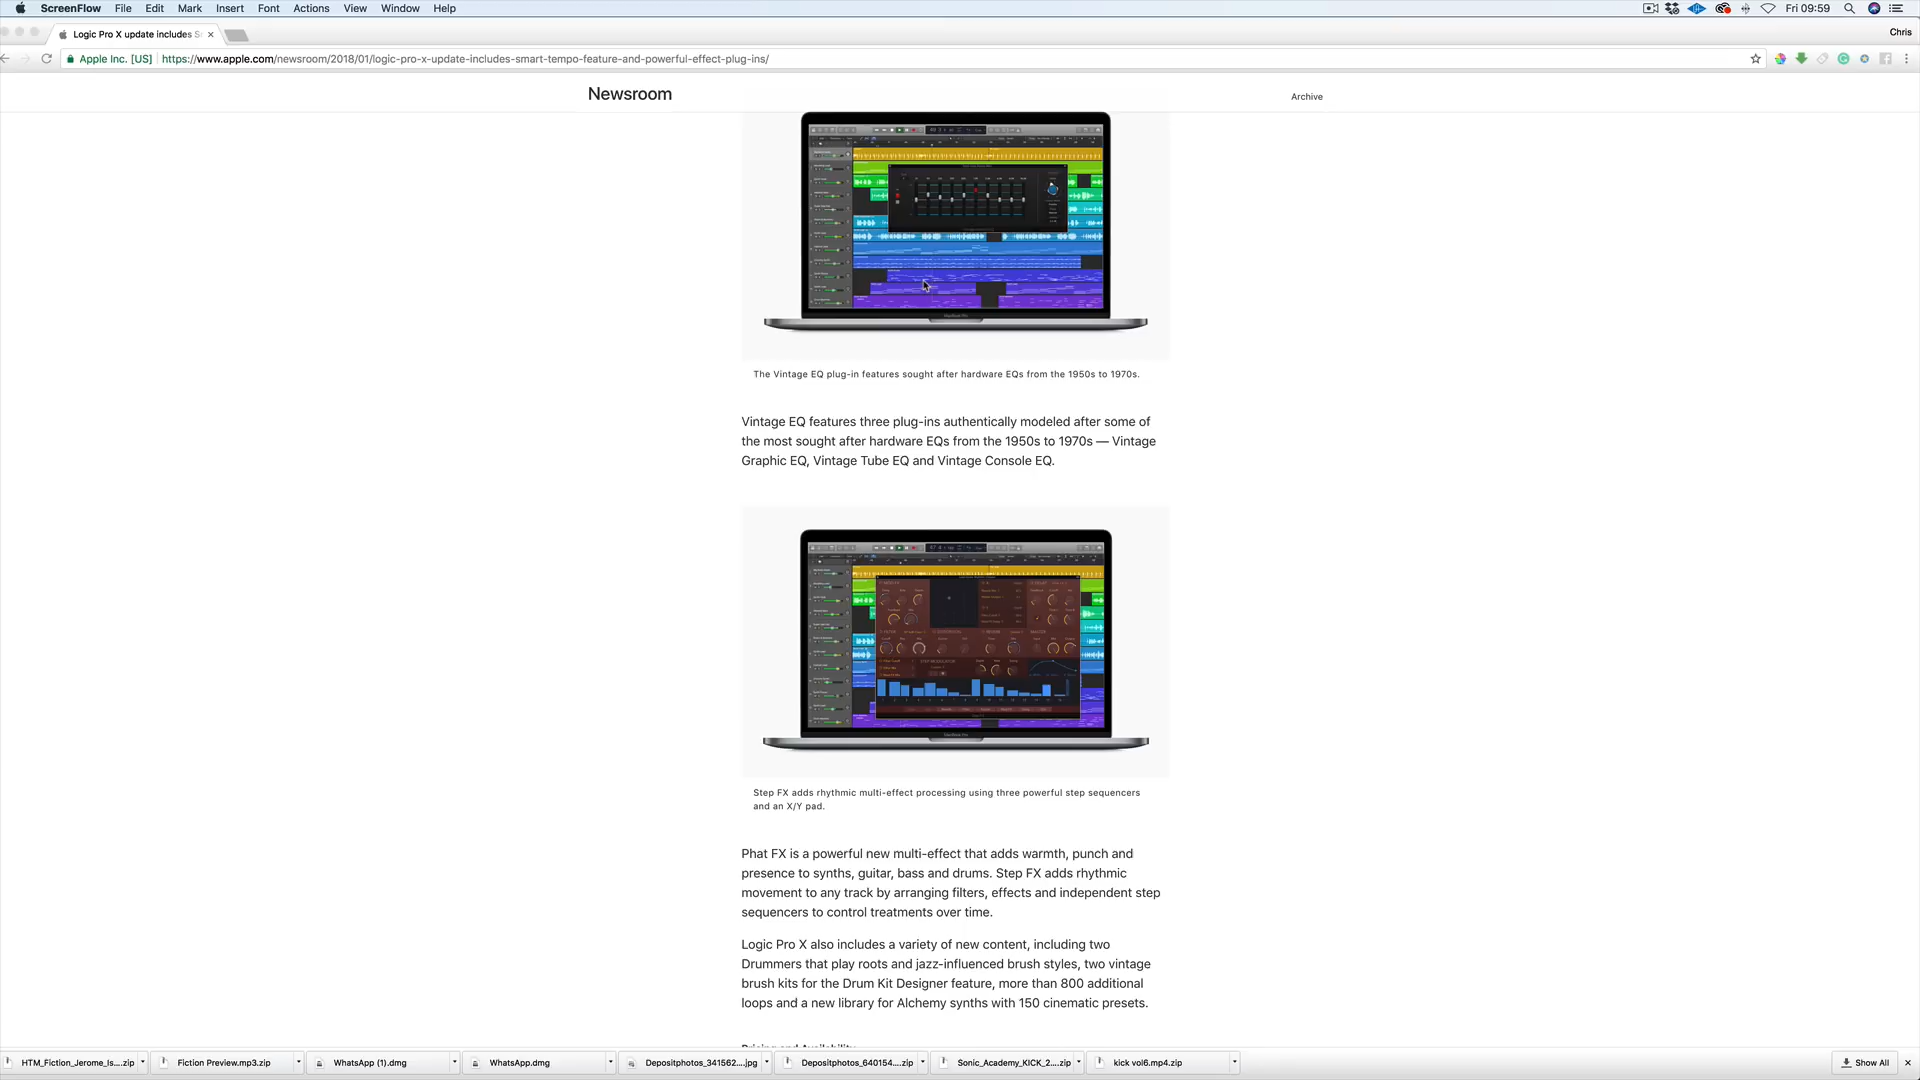 ScreenFlow File Edit Mark Insert Font Actions View Window Help
Fri 09:59
Logic Pro X update includes S
Chris
Apple Inc. [US] https://www.apple.com/newsroom/2018/01/logic-pro-x-update-includes-smart-tempo-feature-and-powerful-effect-plug-ins/
Newsroom
Archive
The Vintage EQ plug-in features sought after hardware EQs from the 1950s to 1970s.
Vintage EQ features three plug-ins authentically modeled after some of
the most sought after hardware EQs from the 1950s to 1970s — Vintage
Graphic EQ, Vintage Tube EQ and Vintage Console EQ.
Step FX adds rhythmic multi-effect processing using three powerful step sequencers
and an X/Y pad.
Phat FX is a powerful new multi-effect that adds warmth, punch and
presence to synths, guitar, bass and drums. Step FX adds rhythmic
movement to any track by arranging filters, effects and independent step
sequencers to control treatments over time.
Logic Pro X also includes a variety of new content, including two
Drummers that play roots and jazz-influenced brush styles, two vintage
brush kits for the Drum Kit Designer feature, more than 800 additional
loops and a new library for Alchemy synths with 150 cinematic presets.
Pricing and Availability
HTM_Fiction_Jerome_Is....zip Fiction Preview.mp3.zip WhatsApp (1).dmg WhatsApp.dmg Depositphotos_341562....jpg Depositphotos_640154....zip Sonic_Academy_KICK_2....zip kick vol6.mp4.zip Show All